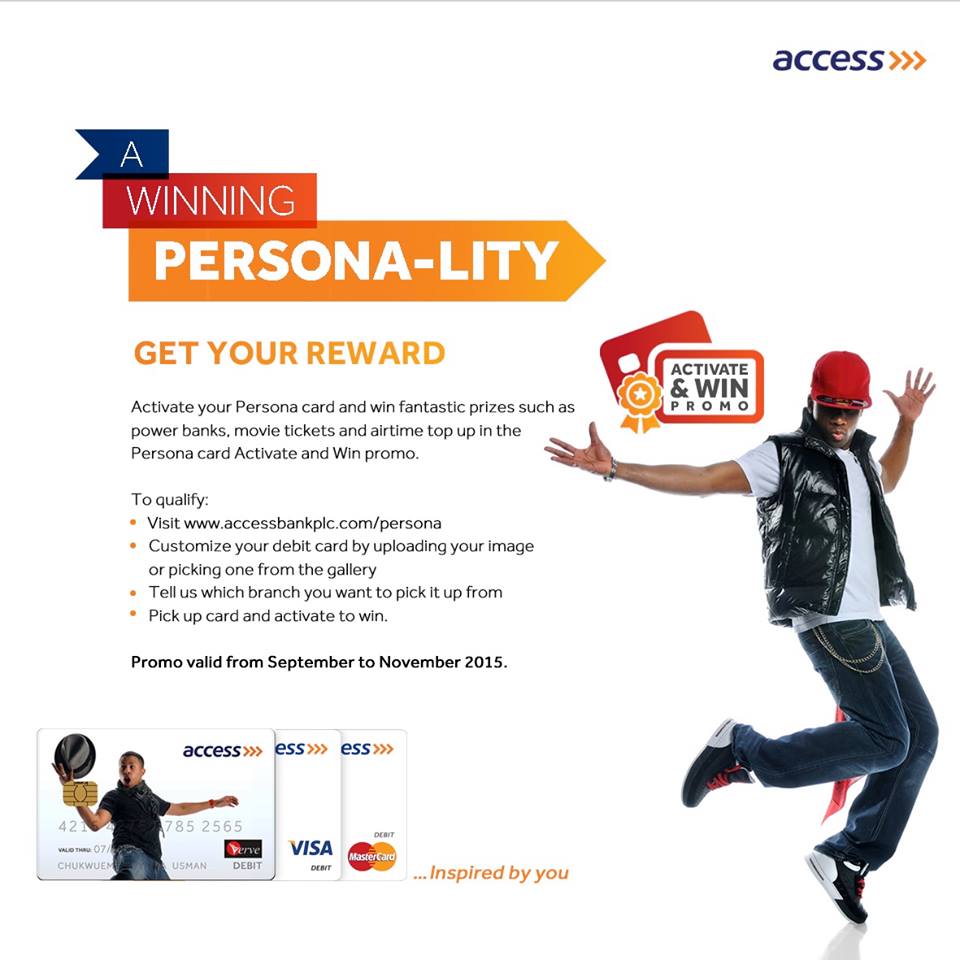 access
A
WINNING
PERSONA-LITY
GET YOUR REWARD
ACTIVATE
& WIN
PROMO
Activate your Persona card and win fantastic prizes such as
power banks, movie tickets and airtime top up in the
Persona card Activate and Win promo.
To qualify:
• Visit www.accessbankplc.com/persona
• Customize your debit card by uploading your image
or picking one from the gallery
• Tell us which branch you want to pick it up from
• Pick up card and activate to win.
Promo valid from September to November 2015.
access
ess
ess
785 2565
VALID THRU: 07/
Verve
USMAN
DEBIT
VISA
DEBIT
DEBIT
MasterCard
...Inspired by you